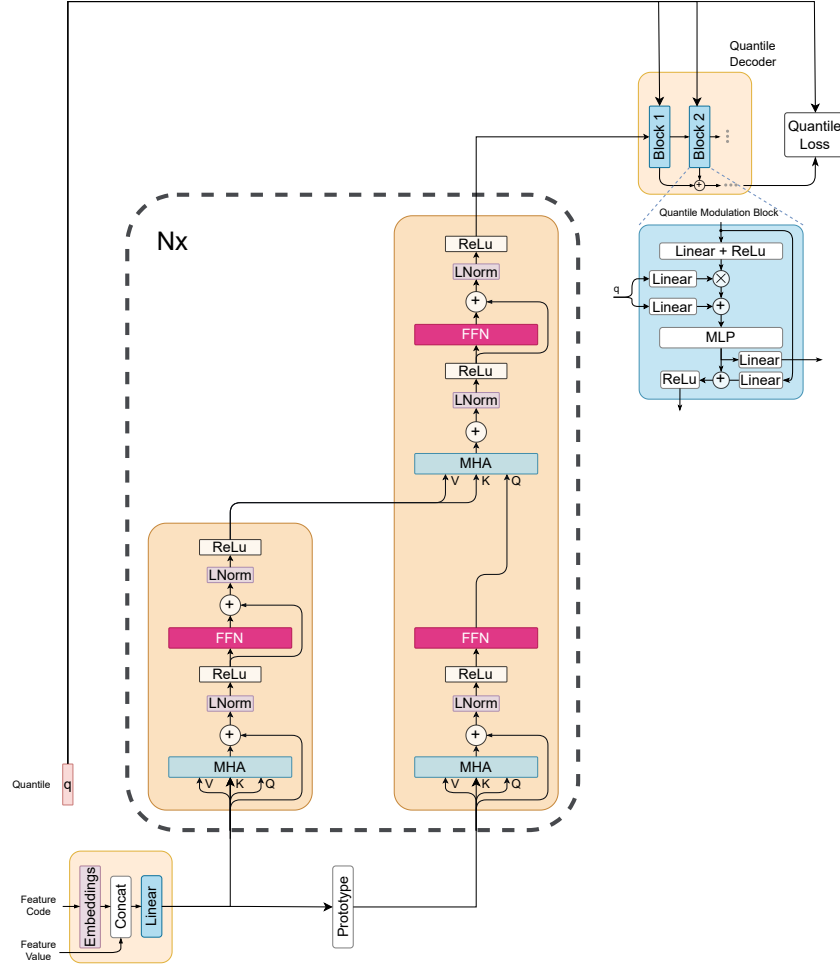 Quantile
Decoder
Block 1
Block 2
Quantile
Loss
Quantile Modulation Block
Linear + ReLu
q
Linear
×
Linear
+
MLP
Linear
ReLu
+
Linear
+
Nx
ReLu
LNorm
+
FFN
ReLu
LNorm
+
MHA
V K Q
ReLu
LNorm
+
FFN
ReLu
LNorm
+
MHA
V K Q
FFN
ReLu
LNorm
+
MHA
V K Q
Quantile
q
Feature
Code
Feature
Value
Embeddings
Concat
Linear
Prototype